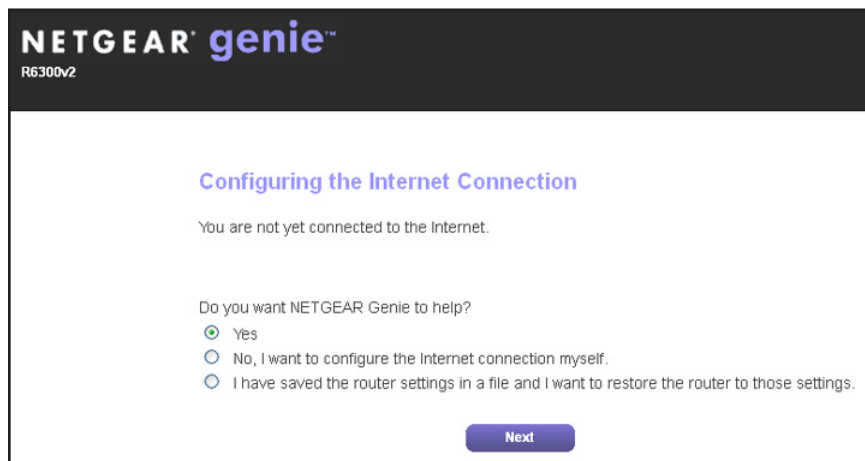 NETGEAR® genie™
R6300v2
Configuring the Internet Connection
You are not yet connected to the Internet.
Do you want NETGEAR Genie to help?
Yes
No, I want to configure the Internet connection myself.
I have saved the router settings in a file and I want to restore the router to those settings.
Next